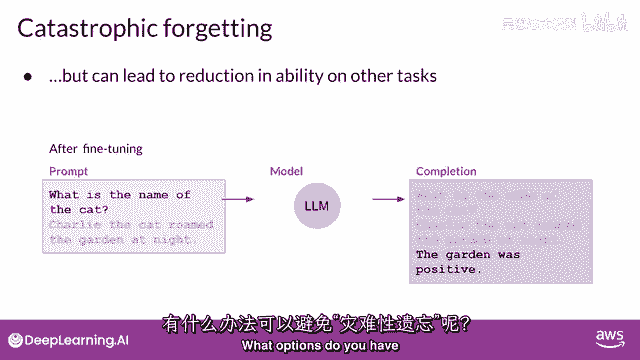 Catastrophic forgetting
● …but can lead to reduction in ability on other tasks
After fine-tuning
Prompt
Model
Completion
What is the name of
the cat?
Charlie the cat roamed
the garden at night.
LLM
The garden was
positive.
有什么办法可以避免“灾难性遗忘”呢?
What options do you have
DeepLearning.AI
aws